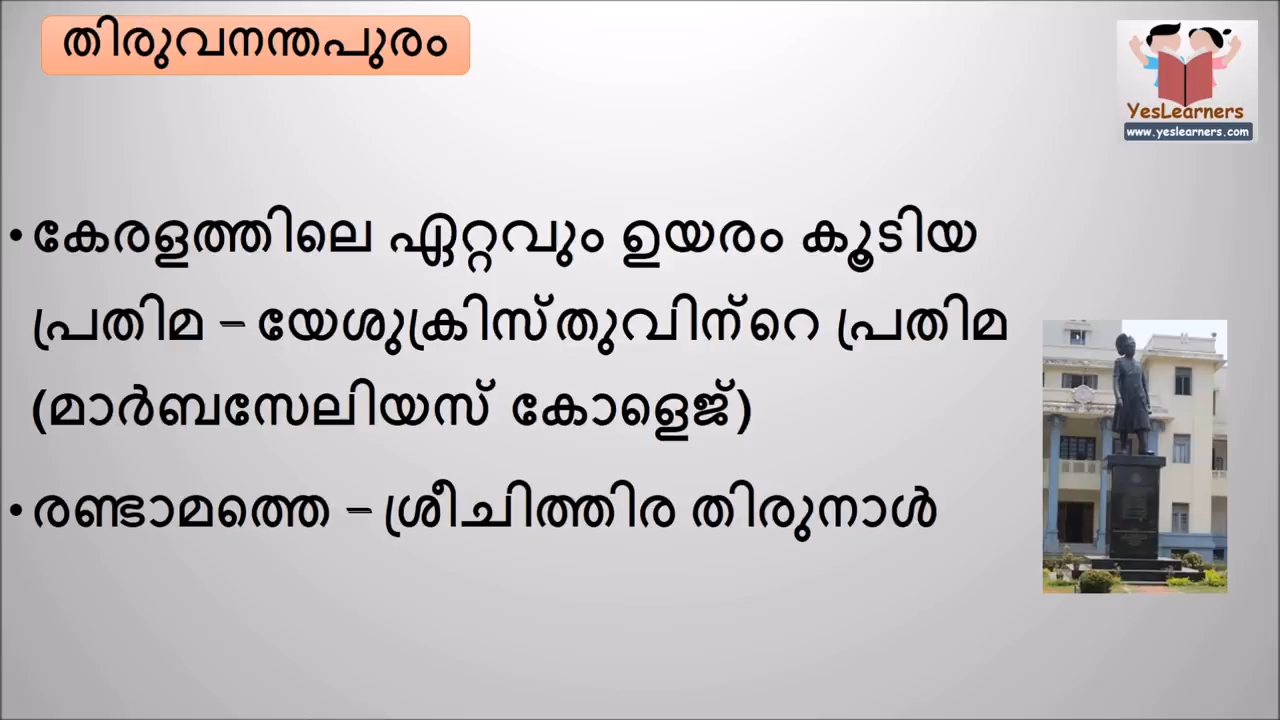 തിരുവനന്തപുരം
YesLearners
www.yeslearners.com
• കേരളത്തിലെ ഏറ്റവും ഉയരം കൂടിയ
പ്രതിമ – യേശുക്രിസ്തുവിന്റെ പ്രതിമ
(മാർബസേലിയസ് കോളെജ്)
• രണ്ടാമത്തെ – ശ്രീചിത്തിര തിരുനാൾ